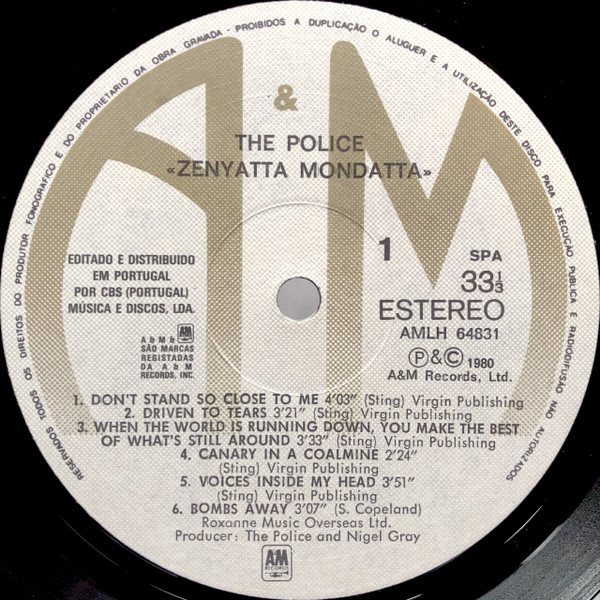 RESERVADOS TODOS OS DIREITOS DO PRODUTOR FONOGRAFICO E DO PROPRIETARIO DA OBRA GRAVADA - PROIBIDOS A DUPLICAÇÃO O ALUGUER E A UTILIZAÇÃO DESTE DISCO PARA EXECUÇÃO PUBLICA E RADIODIFUSÃO NÃO AUTORIZADOS
A&M
THE POLICE
«ZENYATTA MONDATTA»
EDITADO E DISTRIBUIDO
EM PORTUGAL
POR CBS (PORTUGAL)
MÚSICA E DISCOS, LDA.
A & M & A&M
SÃO MARCAS
REGISTADAS
DA A & M
RECORDS, INC.
1
SPA
33 1/3
ESTEREO
AMLH 64831
Ⓟ&© 1980
A&M Records, Ltd.
1. DON'T STAND SO CLOSE TO ME 4'03" (Sting) Virgin Publishing
2. DRIVEN TO TEARS 3'21" (Sting) Virgin Publishing
3. WHEN THE WORLD IS RUNNING DOWN, YOU MAKE THE BEST
OF WHAT'S STILL AROUND 3'33" (Sting) Virgin Publishing
4. CANARY IN A COALMINE 2'24"
(Sting) Virgin Publishing
5. VOICES INSIDE MY HEAD 3'51"
(Sting) Virgin Publishing
6. BOMBS AWAY 3'07" (S. Copeland)
Roxanne Music Overseas Ltd.
Producer: The Police and Nigel Gray
A&M
RECORDS